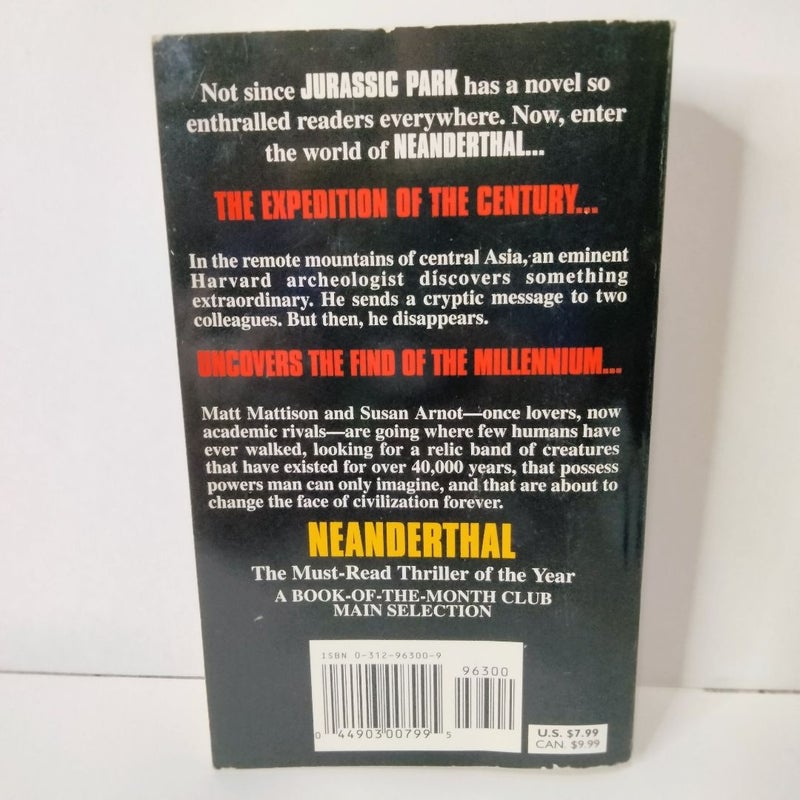 Not since JURASSIC PARK has a novel so
enthralled readers everywhere. Now, enter
the world of NEANDERTHAL...
THE EXPEDITION OF THE CENTURY...
In the remote mountains of central Asia, an eminent
Harvard archeologist discovers something
extraordinary. He sends a cryptic message to two
colleagues. But then, he disappears.
UNCOVERS THE FIND OF THE MILLENNIUM...
Matt Mattison and Susan Arnot—once lovers, now
academic rivals—are going where few humans have
ever walked, looking for a relic band of creatures
that have existed for over 40,000 years, that possess
powers man can only imagine, and that are about to
change the face of civilization forever.
NEANDERTHAL
The Must-Read Thriller of the Year
A BOOK-OF-THE-MONTH CLUB
MAIN SELECTION
ISBN 0-312-96300-9
96300
0 44903 00799 5
U.S. $7.99
CAN. $9.99